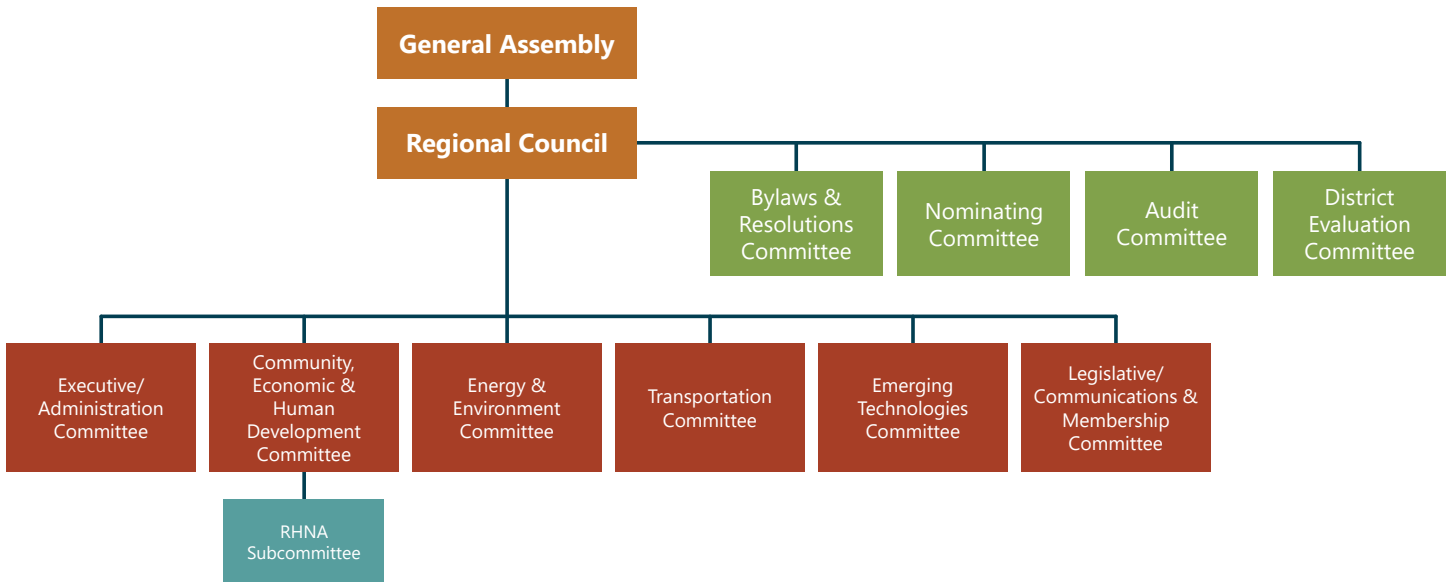 General Assembly
Regional Council
Bylaws &
Resolutions
Committee
Nominating
Committee
Audit
Committee
District
Evaluation
Committee
Executive/
Administration
Committee
Community,
Economic &
Human
Development
Committee
Energy &
Environment
Committee
Transportation
Committee
Emerging
Technologies
Committee
Legislative/
Communications &
Membership
Committee
RHNA
Subcommittee